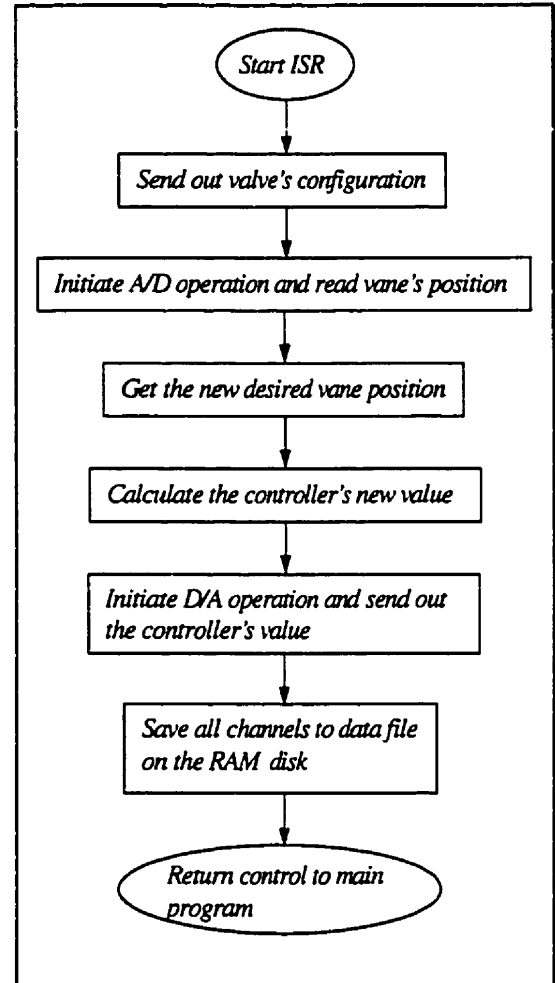 Start ISR
Send out valve's configuration
Initiate A/D operation and read vane's position
Get the new desired vane position
Calculate the controller's new value
Initiate D/A operation and send out
the controller's value
Save all channels to data file
on the RAM disk
Return control to main
program